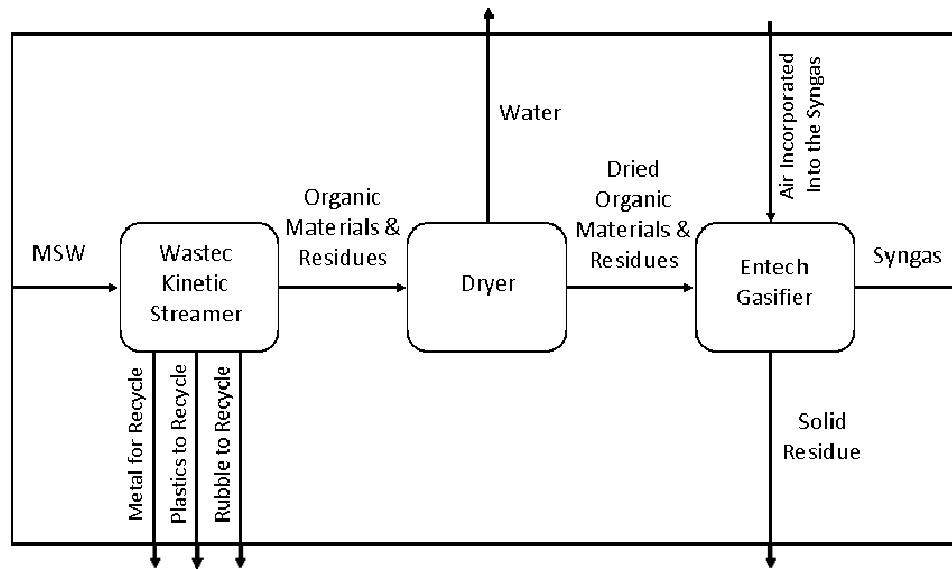 Water
Air Incorporated
Into the Syngas
Dried
Organic
Materials &
Residues
Organic
Materials &
Residues
MSW
Wastec
Kinetic
Streamer
Dryer
Entech
Gasifier
Syngas
Metal for Recycle
Plastics to Recycle
Rubble to Recycle
Solid
Residue